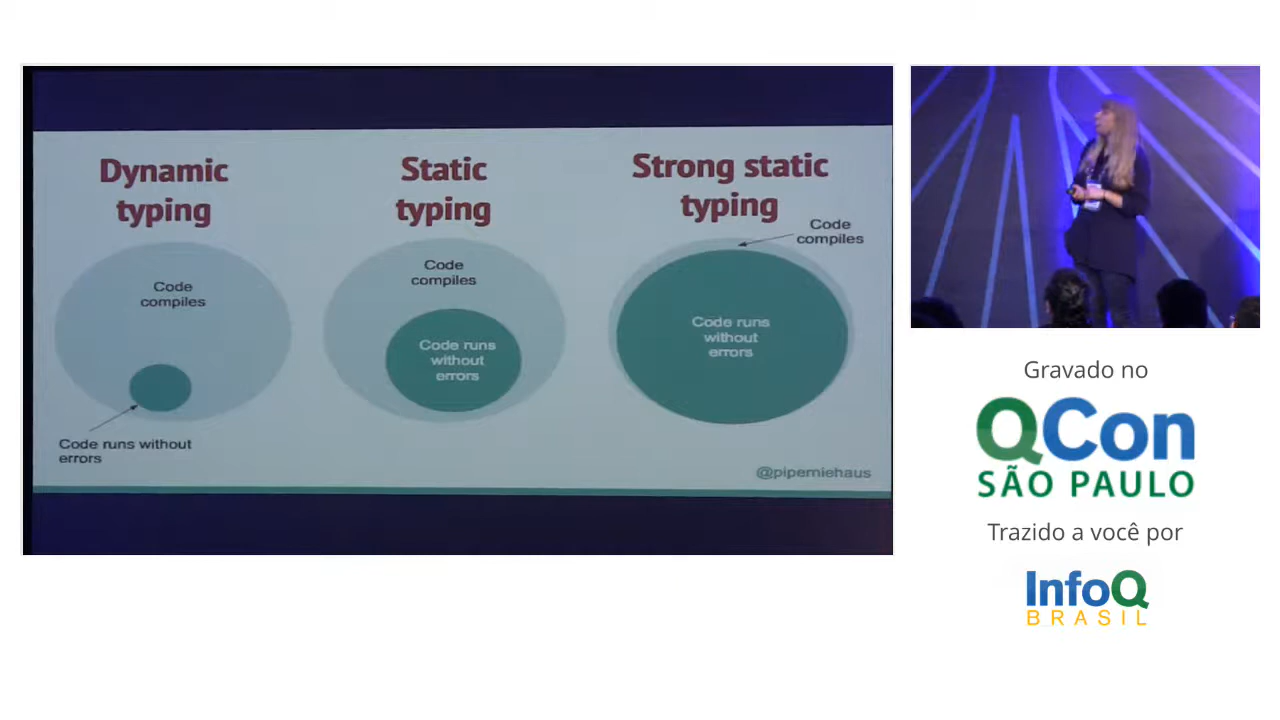 Dynamic
typing
Code
compiles
Code runs without
errors
Static
typing
Code
compiles
Code runs
without
errors
Strong static
typing
Code
compiles
Code runs
without
errors
@piperniehaus
Gravado no
QCon
SÃO PAULO
Trazido a você por
InfoQ
BRASIL